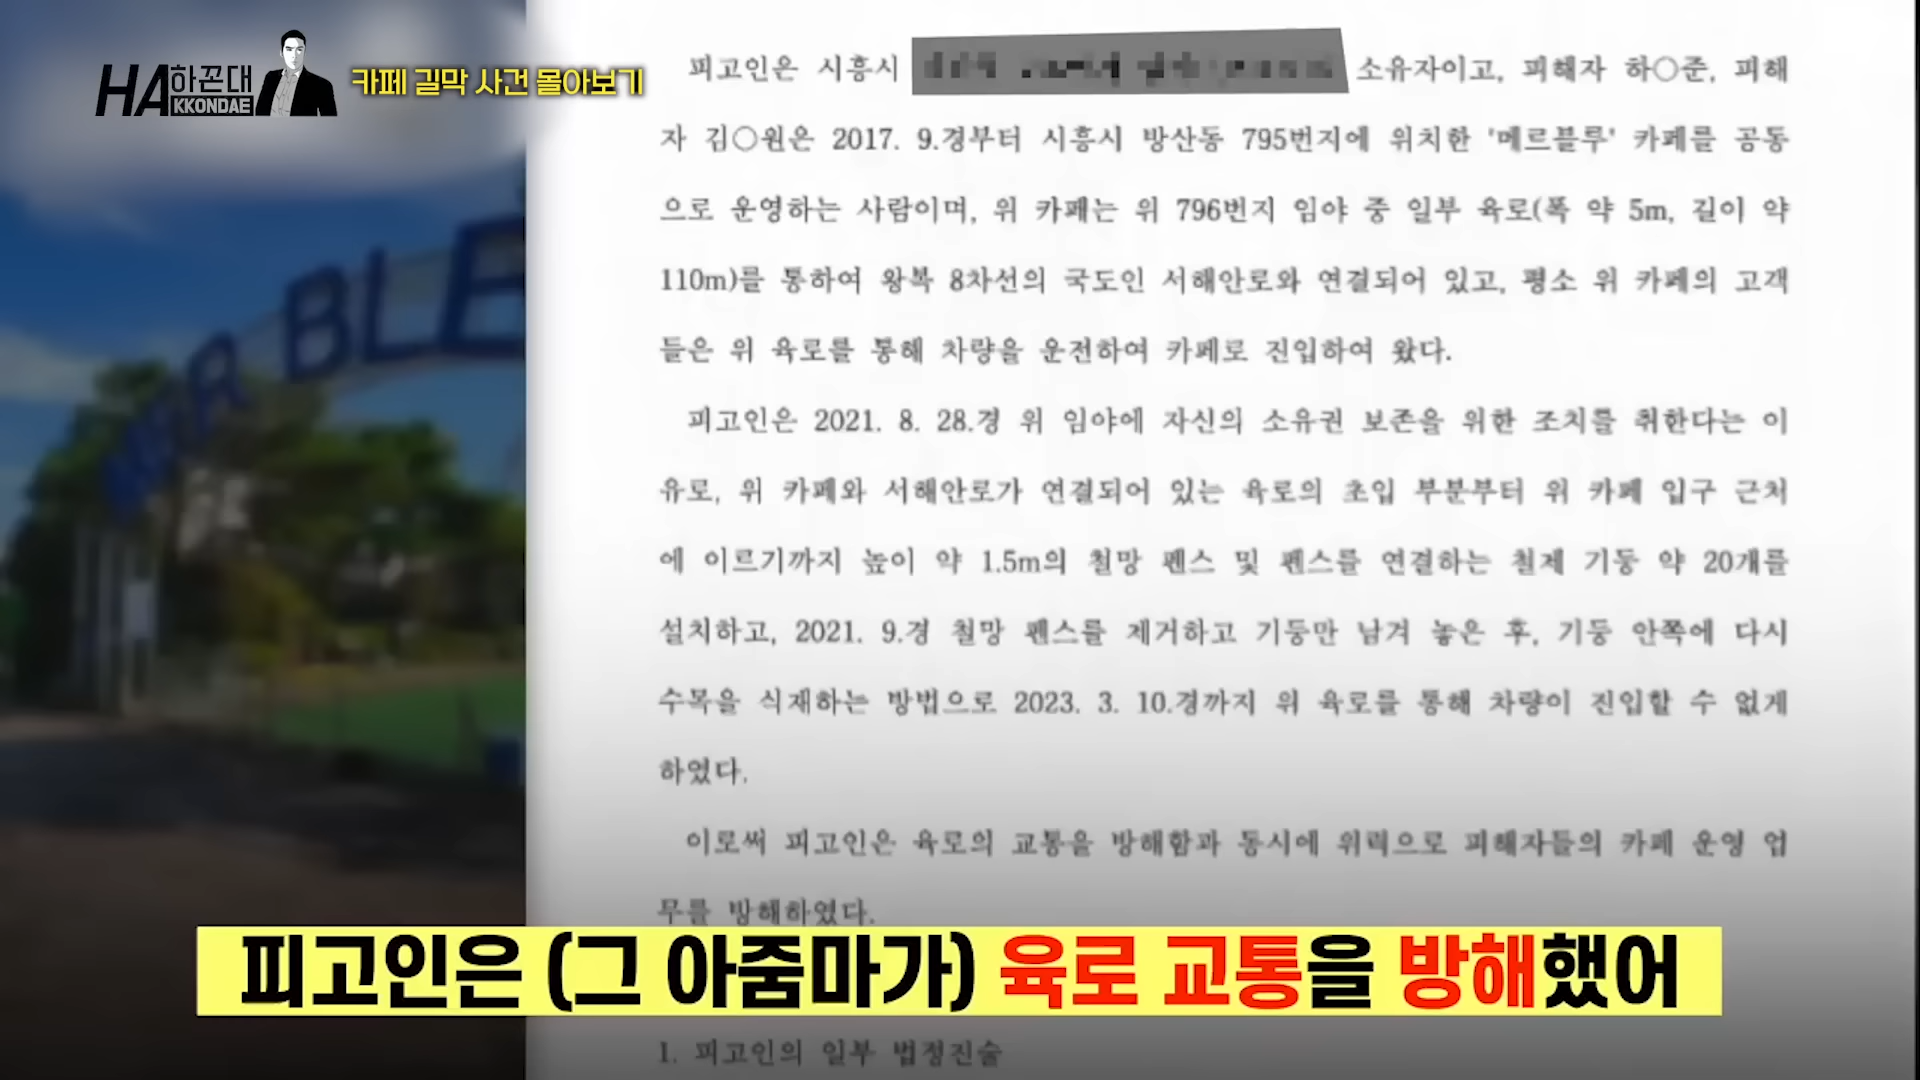 HA하꼰대
KKONDAE
카페 길막 사건 몰아보기
WR BLE
피고인은 시흥시 소유자이고, 피해자 하○준, 피해
자 김○원은 2017. 9.경부터 시흥시 방산동 795번지에 위치한 '메르블루' 카페를 공동
으로 운영하는 사람이며, 위 카페는 위 796번지 임야 중 일부 육로(폭 약 5m, 길이 약
110m)를 통하여 왕복 8차선의 국도인 서해안로와 연결되어 있고, 평소 위 카페의 고객
들은 위 육로를 통해 차량을 운전하여 카페로 진입하여 왔다.
피고인은 2021. 8. 28.경 위 임야에 자신의 소유권 보존을 위한 조치를 취한다는 이
유로, 위 카페와 서해안로가 연결되어 있는 육로의 초입 부분부터 위 카페 입구 근처
에 이르기까지 높이 약 1.5m의 철망 펜스 및 펜스를 연결하는 철제 기둥 약 20개를
설치하고, 2021. 9.경 철망 펜스를 제거하고 기둥만 남겨 놓은 후, 기둥 안쪽에 다시
수목을 식재하는 방법으로 2023. 3. 10.경까지 위 육로를 통해 차량이 진입할 수 없게
하였다.
이로써 피고인은 육로의 교통을 방해함과 동시에 위력으로 피해자들의 카페 운영 업
무를 방해하였다.
피고인은 (그 아줌마가) 육로 교통을 방해했어
1. 피고인의 일부 법정진술